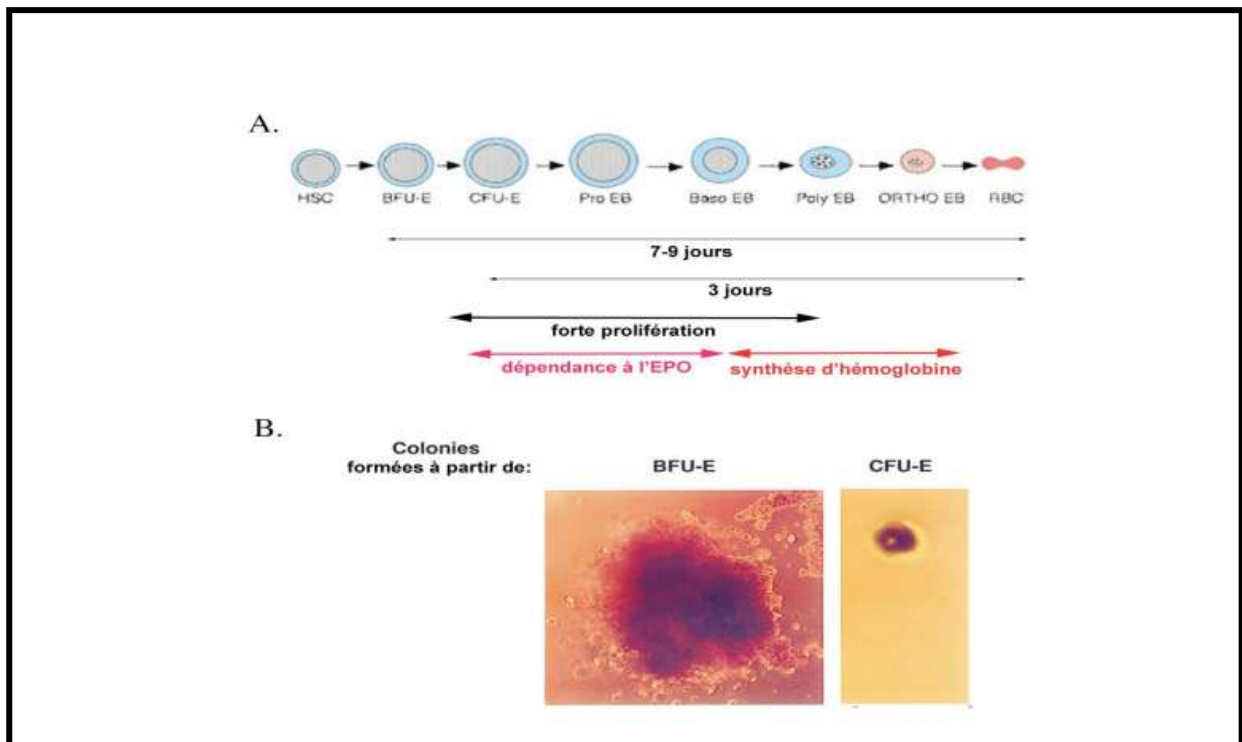 A.
HSC BFU-E CFU-E Pro EB Baso EB Poly EB ORTHO EB RBC
7-9 jours
3 jours
forte prolifération
dépendance à l'EPO synthèse d'hémoglobine
B.
Colonies
formées à partir de: BFU-E CFU-E